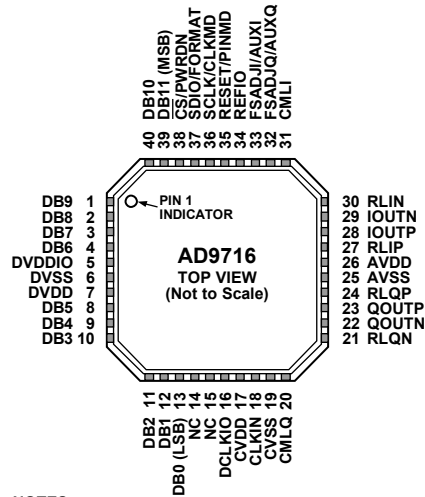 40 DB10
39 DB11 (MSB)
38 CS/PWRDN
37 SDIO/FORMAT
36 SCLK/CLKMD
35 RESET/PINMD
34 REFIO
33 FSADJI/AUXI
32 FSADJQ/AUXQ
31 CMLI
DB9 1
DB8 2
DB7 3
DB6 4
DVDDIO 5
DVSS 6
DVDD 7
DB5 8
DB4 9
DB3 10
PIN 1
INDICATOR
AD9716
TOP VIEW
(Not to Scale)
30 RLIN
29 IOUTN
28 IOUTP
27 RLIP
26 AVDD
25 AVSS
24 RLQP
23 QOUTP
22 QOUTN
21 RLQN
DB2 11
DB1 12
DB0 (LSB) 13
NC 14
NC 15
DCLKIO 16
CVDD 17
CLKIN 18
CVSS 19
CMLQ 20